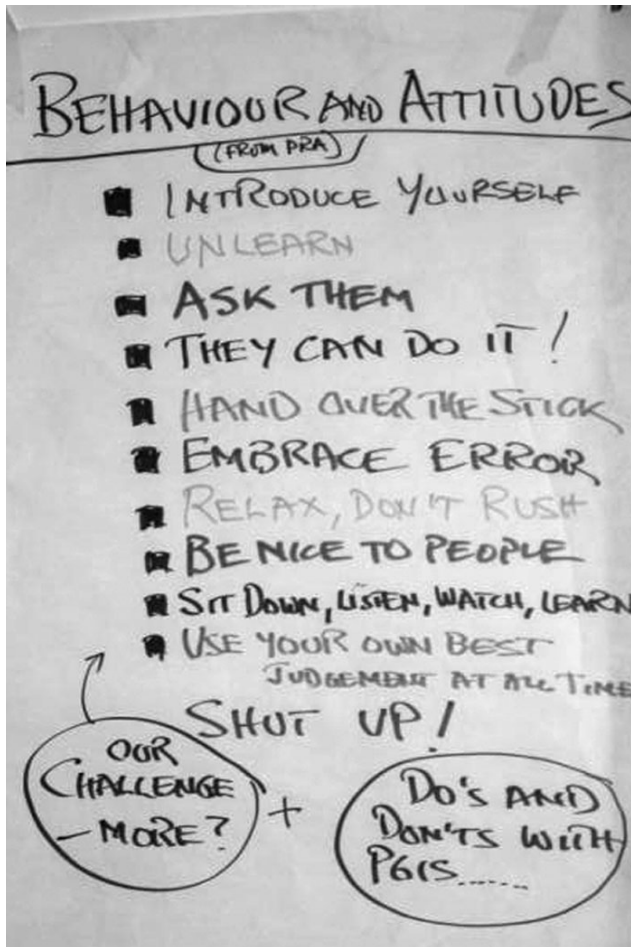 BEHAVIOUR AND ATTITUDES
(FROM PRA)
INTRODUCE YOURSELF
UNLEARN
ASK THEM
THEY CAN DO IT!
HAND OVER THE STICK
EMBRACE ERROR
RELAX, DON'T RUSH
BE NICE TO PEOPLE
SIT DOWN, LISTEN, WATCH, LEARN
USE YOUR OWN BEST
JUDGEMENT AT ALL TIME
SHUT UP!
OUR
CHALLENGE
- MORE?
+
DO'S AND
DON'TS WITH
PGIS......